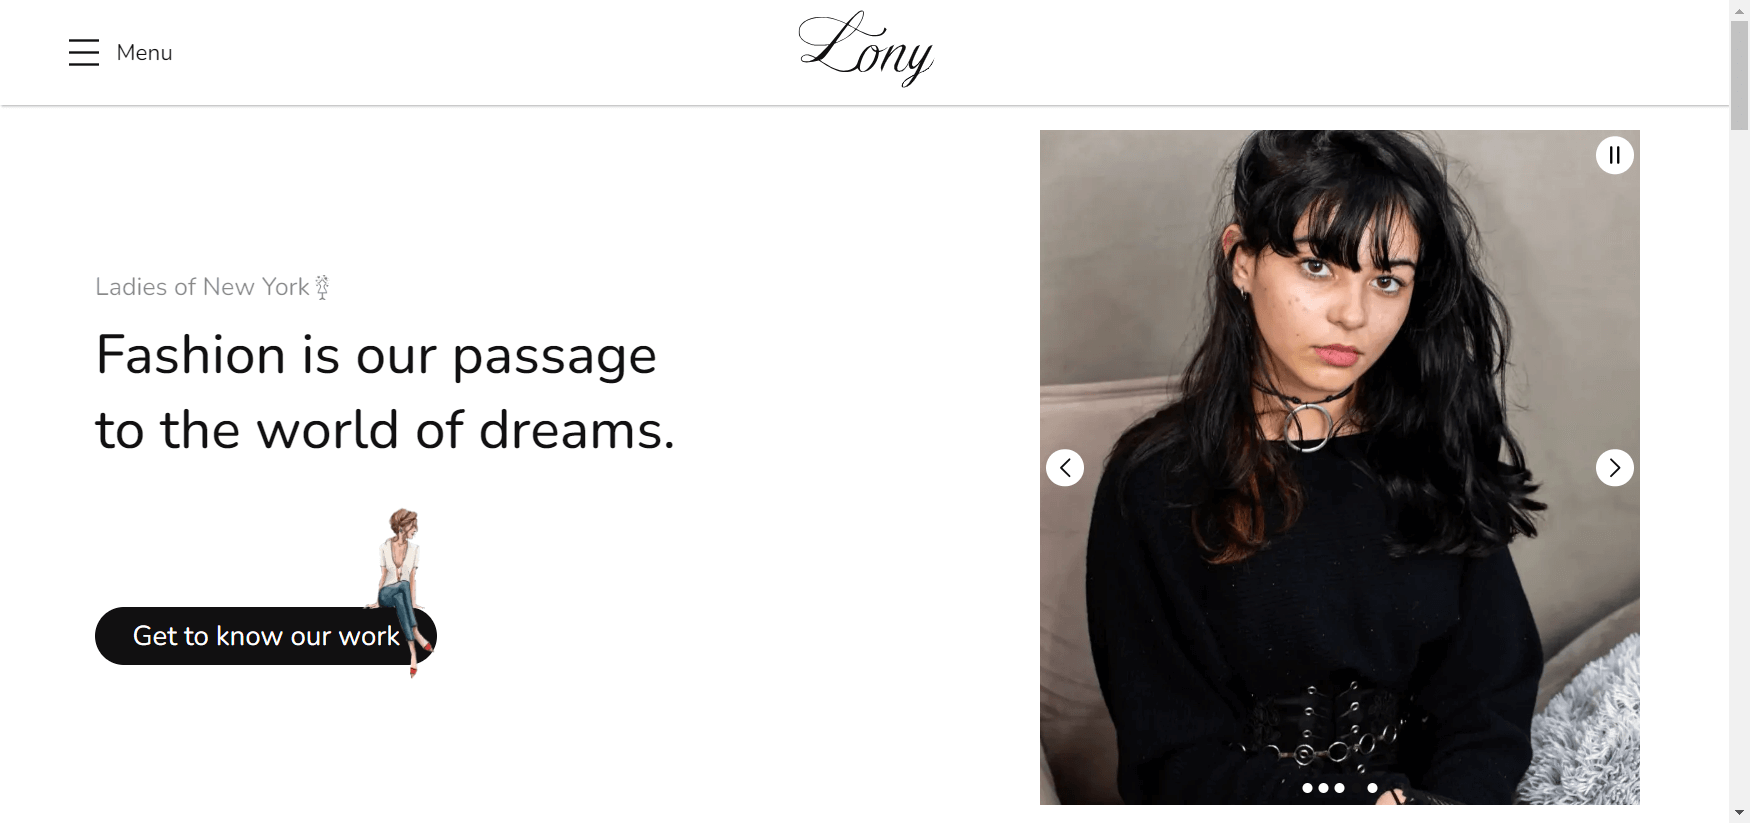 Menu
Lony
Ladies of New York
Fashion is our passage
to the world of dreams.
Get to know our work